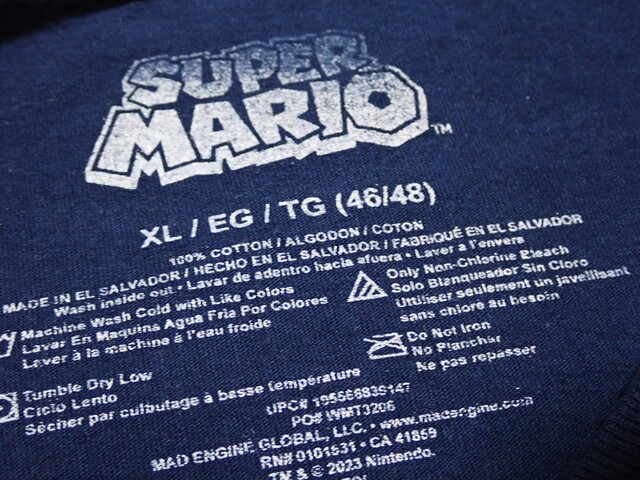 SUPER
MARIO™
XL / EG / TG (46/48)
100% COTTON / ALGODON / COTON
MADE IN EL SALVADOR / HECHO EN EL SALVADOR / FABRIQUÉ EN EL SALVADOR
Wash inside out • Lavar de adentro hacia afuera • Laver à l'envers
Machine Wash Cold with Like Colors
Lavar En Maquina Agua Fria Por Colores
Laver à la machine à l'eau froide
Only Non-Chlorine Bleach
Solo Blanqueador Sin Cloro
Utiliser seulement un javellisant
sans chlore au besoin
Tumble Dry Low
Ciclo Lento
Sécher par culbutage à basse température
Do Not Iron
No Planchar
Ne pas repasser
UPC# 195566839147
PO# WMT3206
MAD ENGINE GLOBAL, LLC. • www.madengine.com
RN# 0101631 • CA 41869
TM & © 2023 Nintendo.